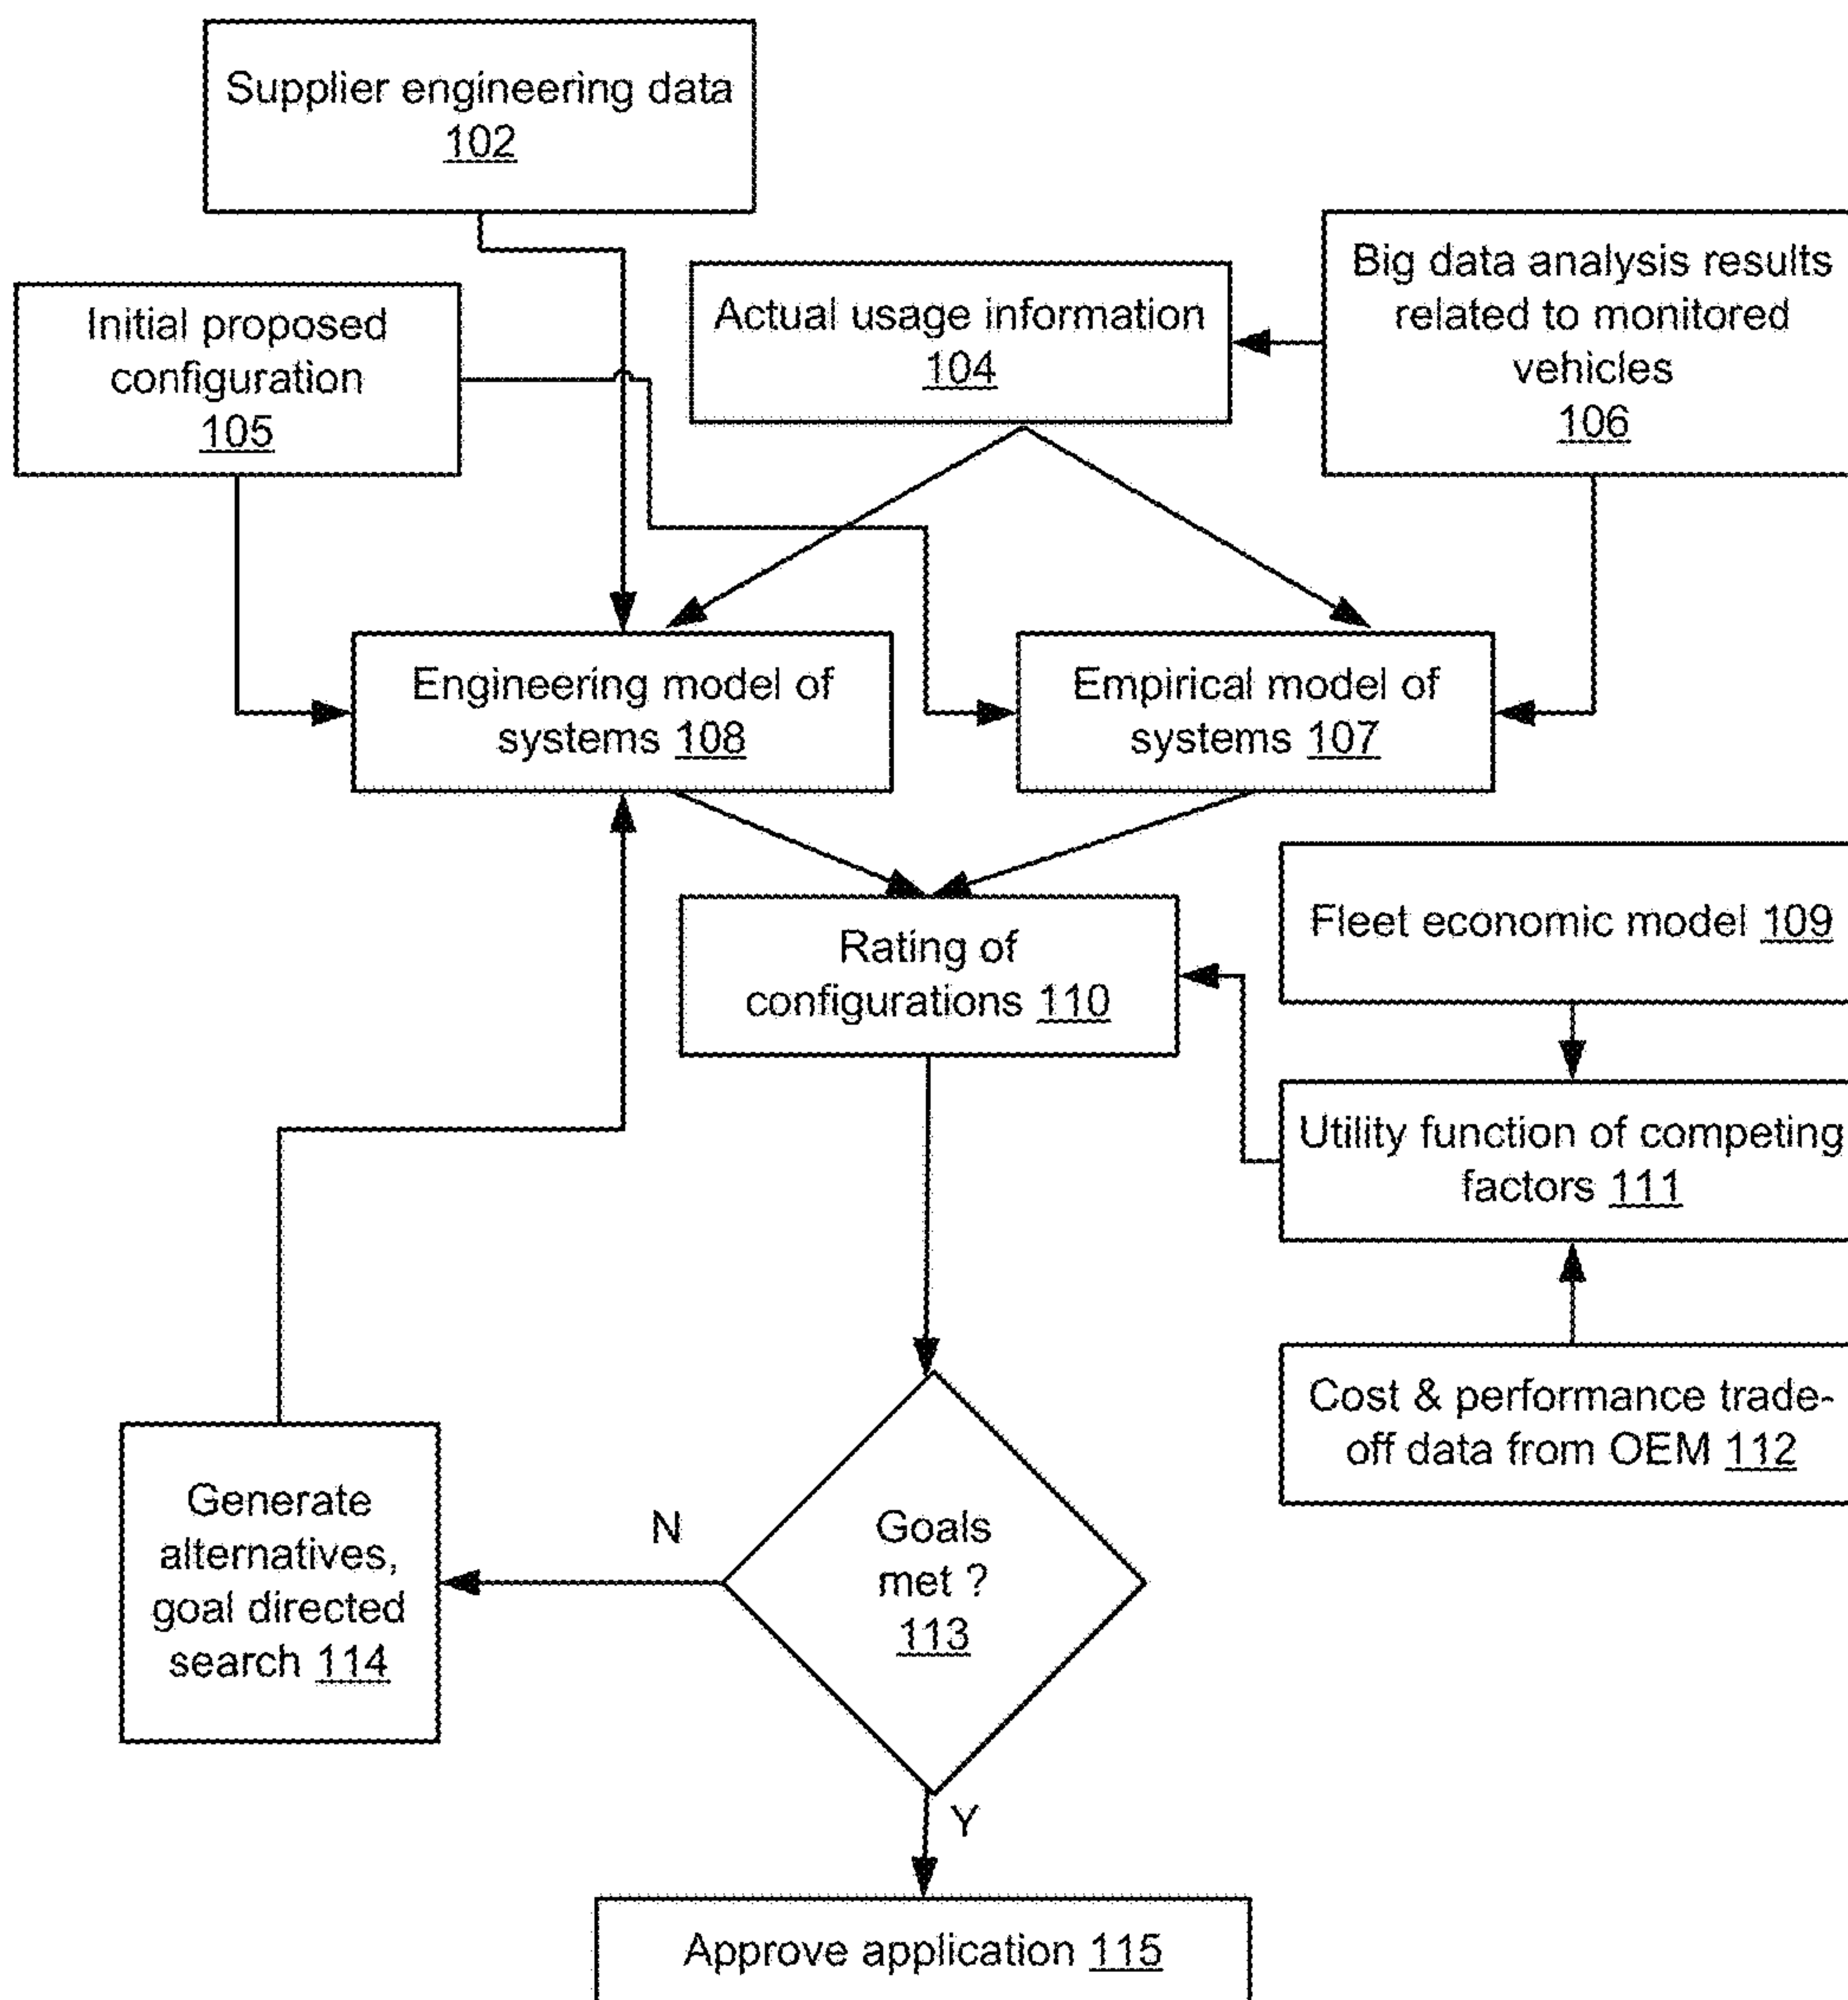 Supplier engineering data
102
Initial proposed
configuration
105
Actual usage information
104
Big data analysis results
related to monitored
vehicles
106
Engineering model of
systems 108
Empirical model of
systems 107
Rating of
configurations 110
Fleet economic model 109
Utility function of competing
factors 111
Cost & performance trade-
off data from OEM 112
Generate
alternatives,
goal directed
search 114
N
Goals
met ?
113
Y
Approve application 115